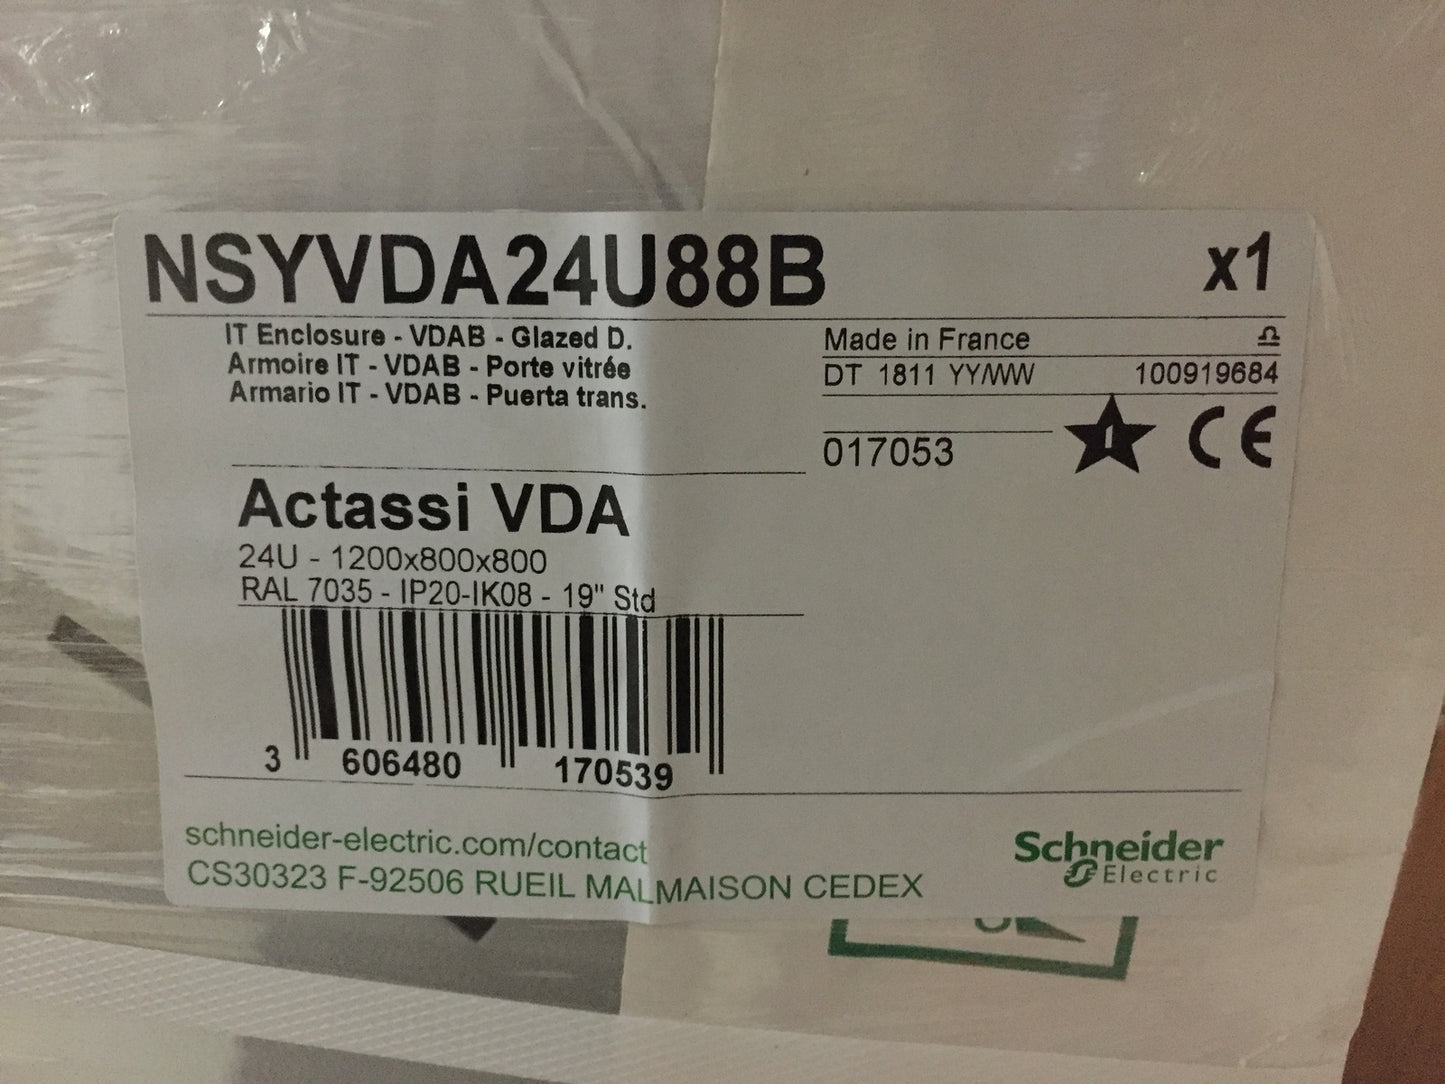 NSYVDA24U88B x1
IT Enclosure - VDAB - Glazed D.
Armoire IT - VDAB - Porte vitrée
Armario IT - VDAB - Puerta trans.
Made in France
DT 1811 YY/WW 100919684
017053
CE
Actassi VDA
24U - 1200x800x800
RAL 7035 - IP20-IK08 - 19" Std
3 606480 170539
schneider-electric.com/contact
CS30323 F-92506 RUEIL MALMAISON CEDEX
Schneider
Electric